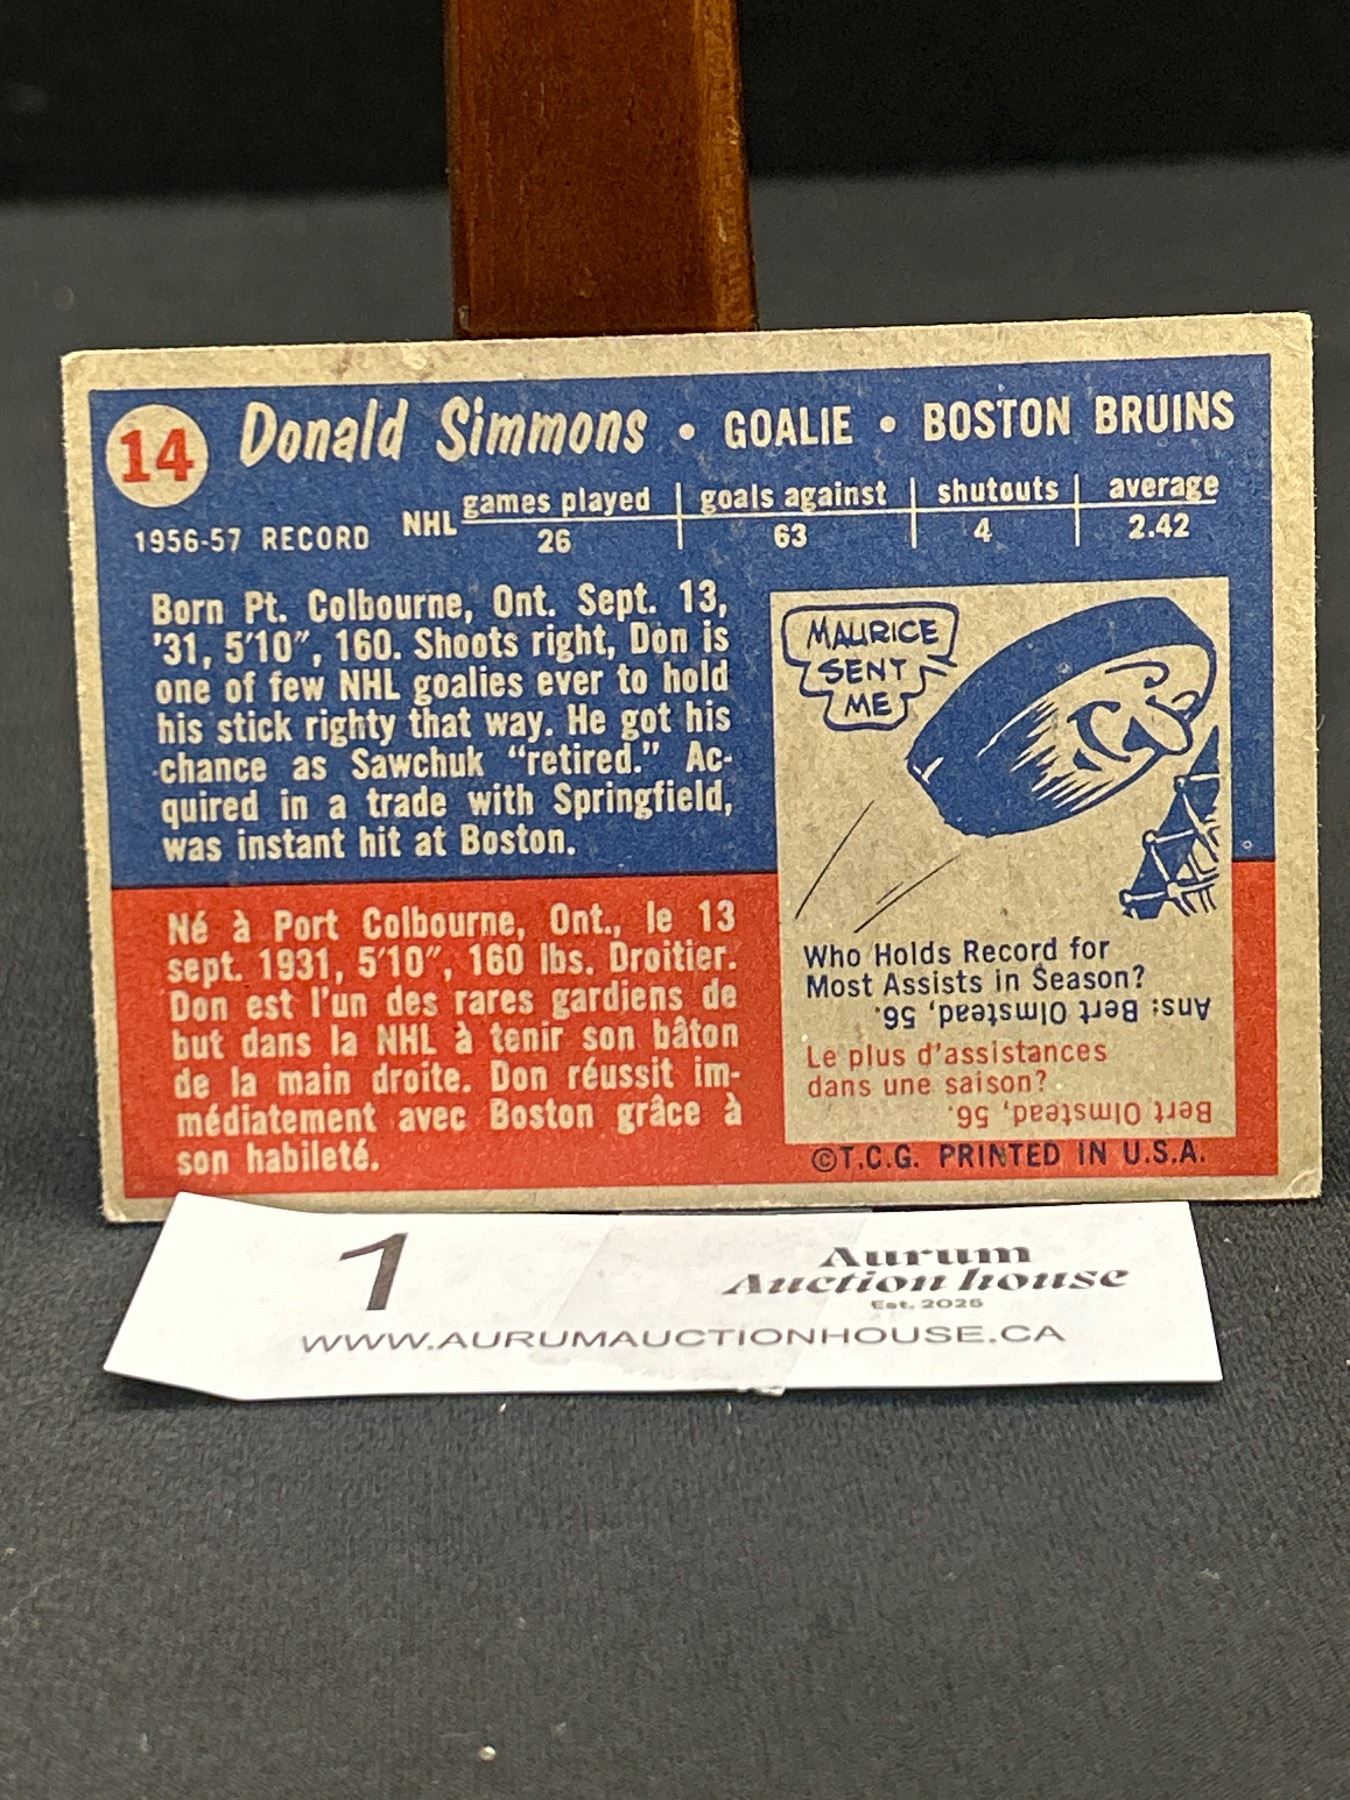 14 Donald Simmons • GOALIE • BOSTON BRUINS
games played | goals against | shutouts | average
1956-57 RECORD NHL 26 63 4 2.42
Born Pt. Colbourne, Ont. Sept. 13,
'31, 5'10", 160. Shoots right, Don is
one of few NHL goalies ever to hold
his stick righty that way. He got his
chance as Sawchuk "retired." Ac-
quired in a trade with Springfield,
was instant hit at Boston.
Né à Port Colbourne, Ont., le 13
sept. 1931, 5'10", 160 lbs. Droitier.
Don est l'un des rares gardiens de
but dans la NHL à tenir son bâton
de la main droite. Don réussit im-
médiatement avec Boston grâce à
son habileté.
MAURICE
SENT
ME
Who Holds Record for
Most Assists in Season?
Ans: Bert Olmstead, 56.
Le plus d'assistances
dans une saison?
Bert Olmstead, 56.
©T.C.G. PRINTED IN U.S.A.
1
Aurum
Auction house
Est. 2025
WWW.AURUMAUCTIONHOUSE.CA